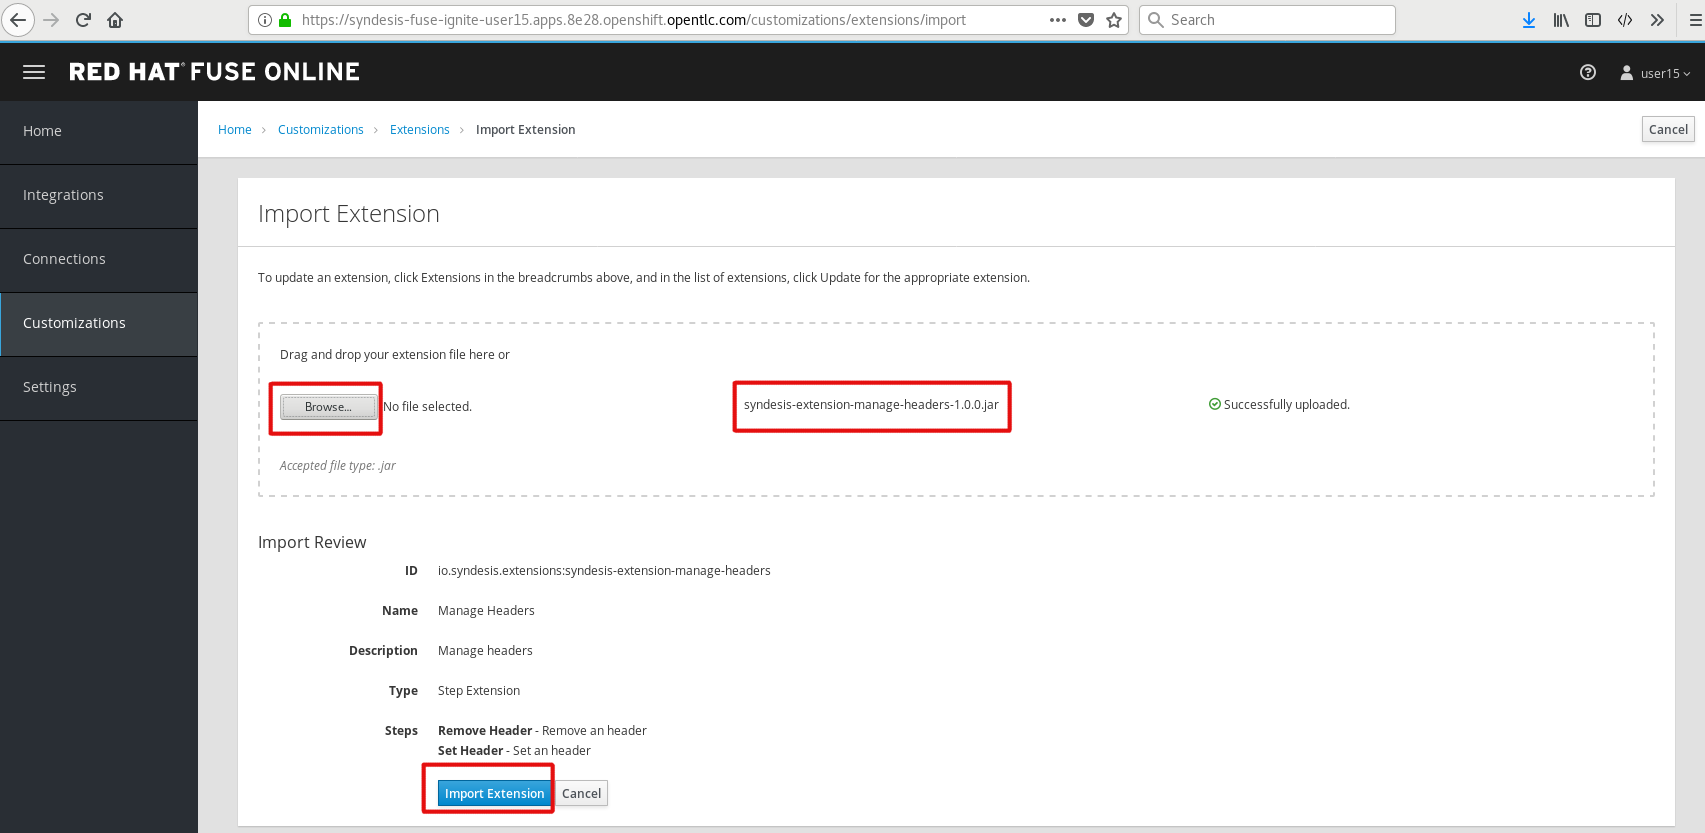 https://syndesis-fuse-ignite-user15.apps.8e28.openshift.opentlc.com/customizations/extensions/import
Search
RED HAT® FUSE ONLINE
user15
Home
Integrations
Connections
Customizations
Settings
Home > Customizations > Extensions > Import Extension
Cancel
Import Extension
To update an extension, click Extensions in the breadcrumbs above, and in the list of extensions, click Update for the appropriate extension.
Drag and drop your extension file here or
Browse... No file selected. syndesis-extension-manage-headers-1.0.0.jar Successfully uploaded.
Accepted file type: .jar
Import Review
ID io.syndesis.extensions:syndesis-extension-manage-headers
Name Manage Headers
Description Manage headers
Type Step Extension
Steps Remove Header - Remove an header
Set Header - Set an header
Import Extension Cancel